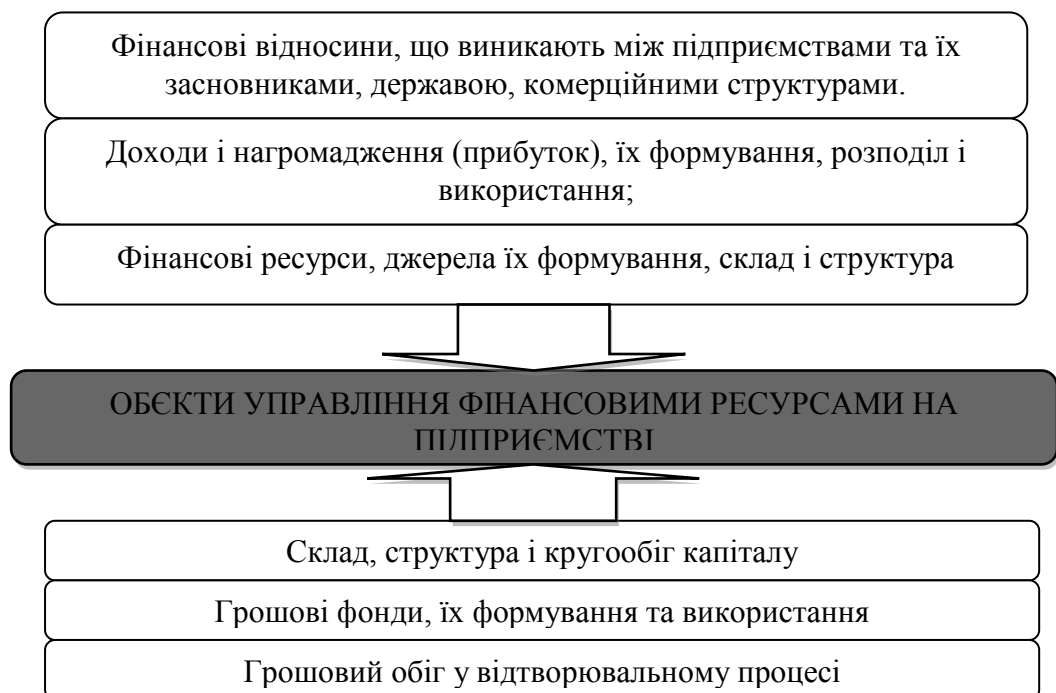 Фінансові відносини, що виникають між підприємствами та їх
засновниками, державою, комерційними структурами.
Доходи і нагромадження (прибуток), їх формування, розподіл і
використання;
Фінансові ресурси, джерела їх формування, склад і структура
ОБЄКТИ УПРАВЛІННЯ ФІНАНСОВИМИ РЕСУРСАМИ НА
ПІДПРИЄМСТВІ
Склад, структура і кругообіг капіталу
Грошові фонди, їх формування та використання
Грошовий обіг у відтворювальному процесі